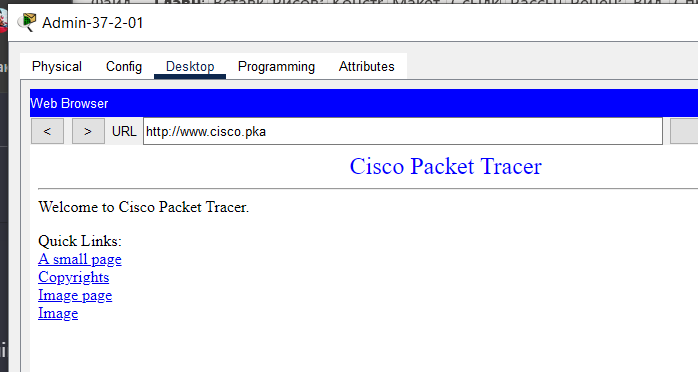 Admin-37-2-01
Physical Config Desktop Programming Attributes
Web Browser
< > URL http://www.cisco.pka
Cisco Packet Tracer
Welcome to Cisco Packet Tracer.
Quick Links:
A small page
Copyrights
Image page
Image